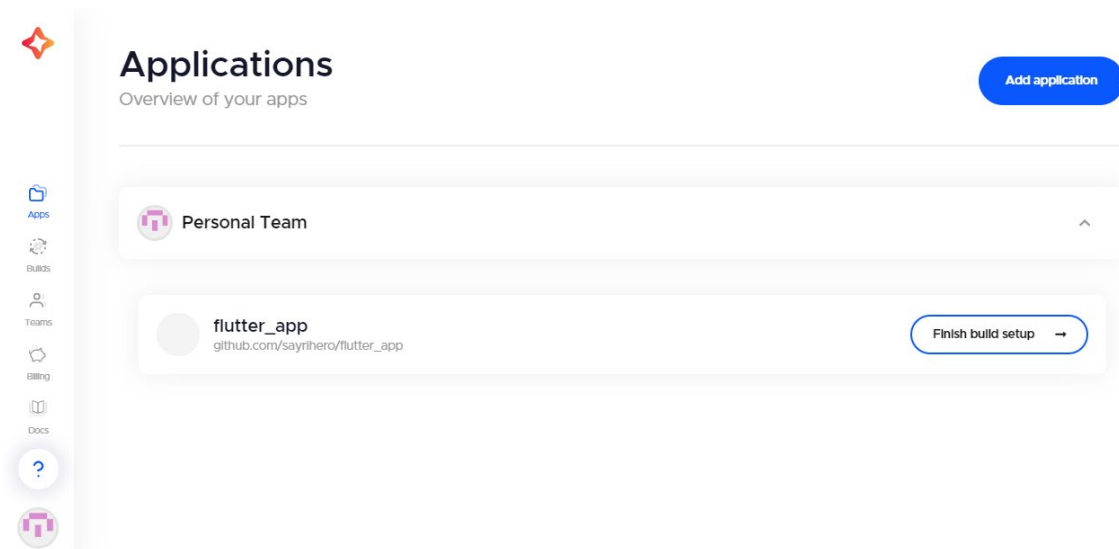 Applications
Overview of your apps
Add application
Apps
Builds
Teams
Billing
Docs
?
Personal Team
flutter_app
github.com/sayrihero/flutter_app
Finish build setup →